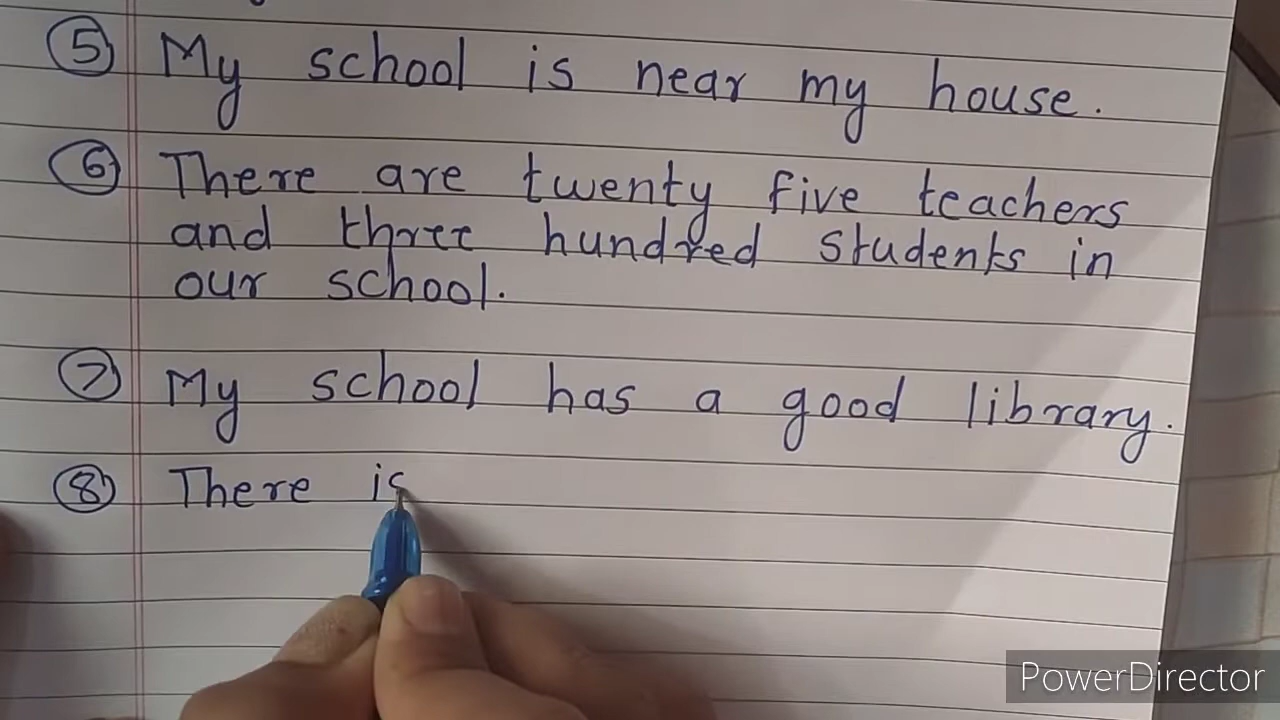 5 My school is near my house.
6 There are twenty five teachers
and three hundred students in
our school.
7 My school has a good library.
8 There is
PowerDirector